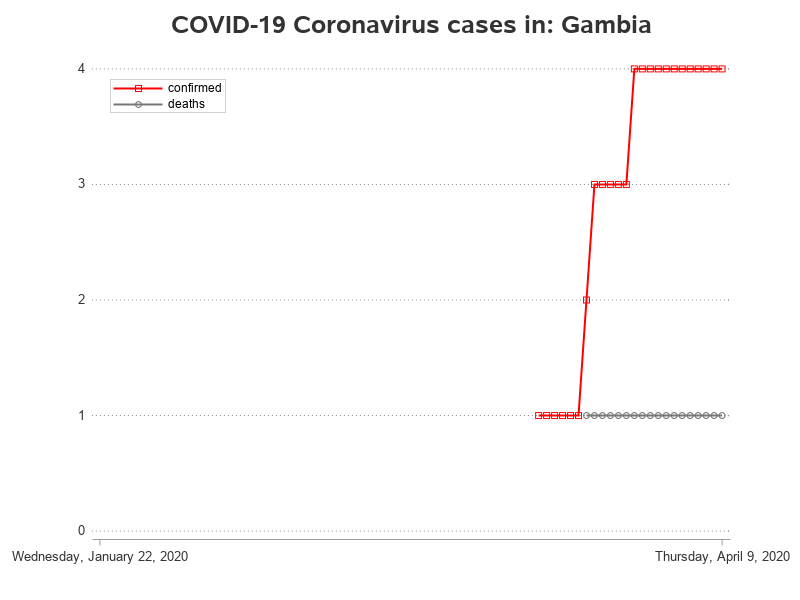 COVID-19 Coronavirus cases in: Gambia
4
confirmed
deaths
3
2
1
0
Wednesday, January 22, 2020
Thursday, April 9, 2020